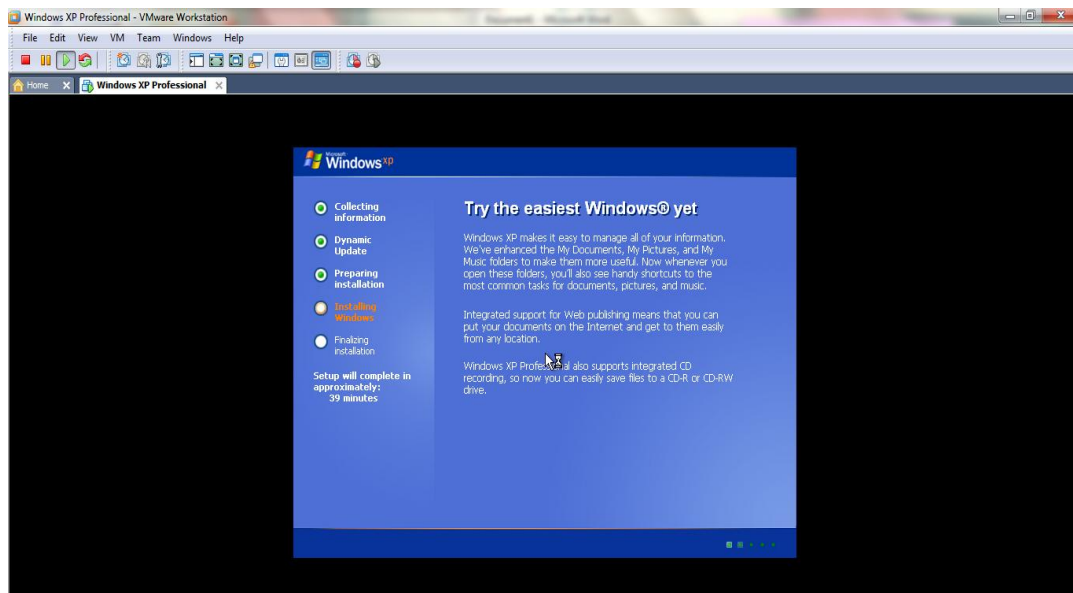 Windows XP Professional - VMware Workstation
File Edit View VM Team Windows Help
Home
Windows XP Professional
Microsoft
Windows xp
Collecting
information
Dynamic
Update
Preparing
installation
Installing
Windows
Finalizing
installation
Setup will complete in
approximately:
39 minutes
Try the easiest Windows® yet
Windows XP makes it easy to manage all of your information.
We've enhanced the My Documents, My Pictures, and My
Music folders to make them more useful. Now whenever you
open these folders, you'll also see handy shortcuts to the
most common tasks for documents, pictures, and music.
Integrated support for Web publishing means that you can
put your documents on the Internet and get to them easily
from any location.
Windows XP Professional also supports integrated CD
recording, so now you can easily save files to a CD-R or CD-RW
drive.